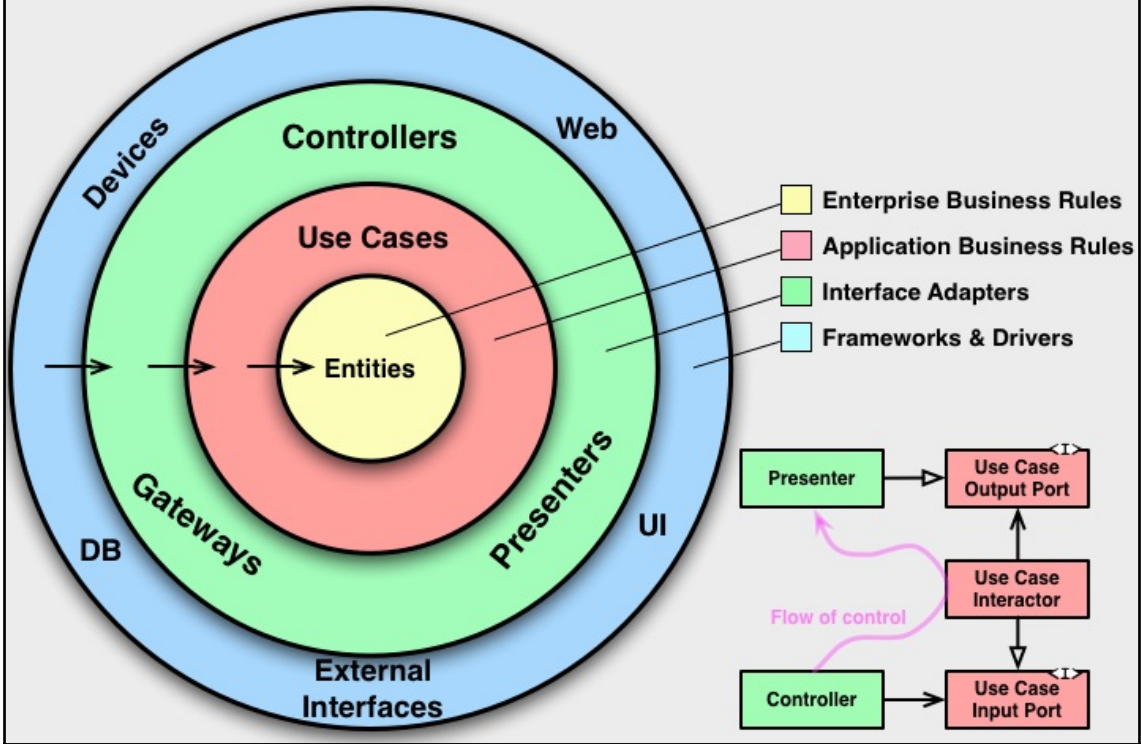 Devices
Web
Controllers
Use Cases
Entities
Gateways
Presenters
DB
UI
External
Interfaces
Enterprise Business Rules
Application Business Rules
Interface Adapters
Frameworks & Drivers
Presenter
<I>
Use Case
Output Port
Use Case
Interactor
Flow of control
Controller
<I>
Use Case
Input Port